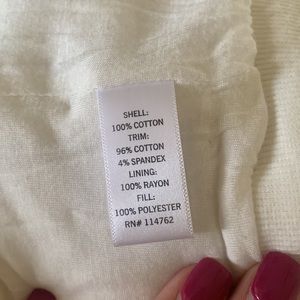 SHELL:
100% COTTON
TRIM:
96% COTTON
4% SPANDEX
LINING:
100% RAYON
FILL:
100% POLYESTER
RN# 114762